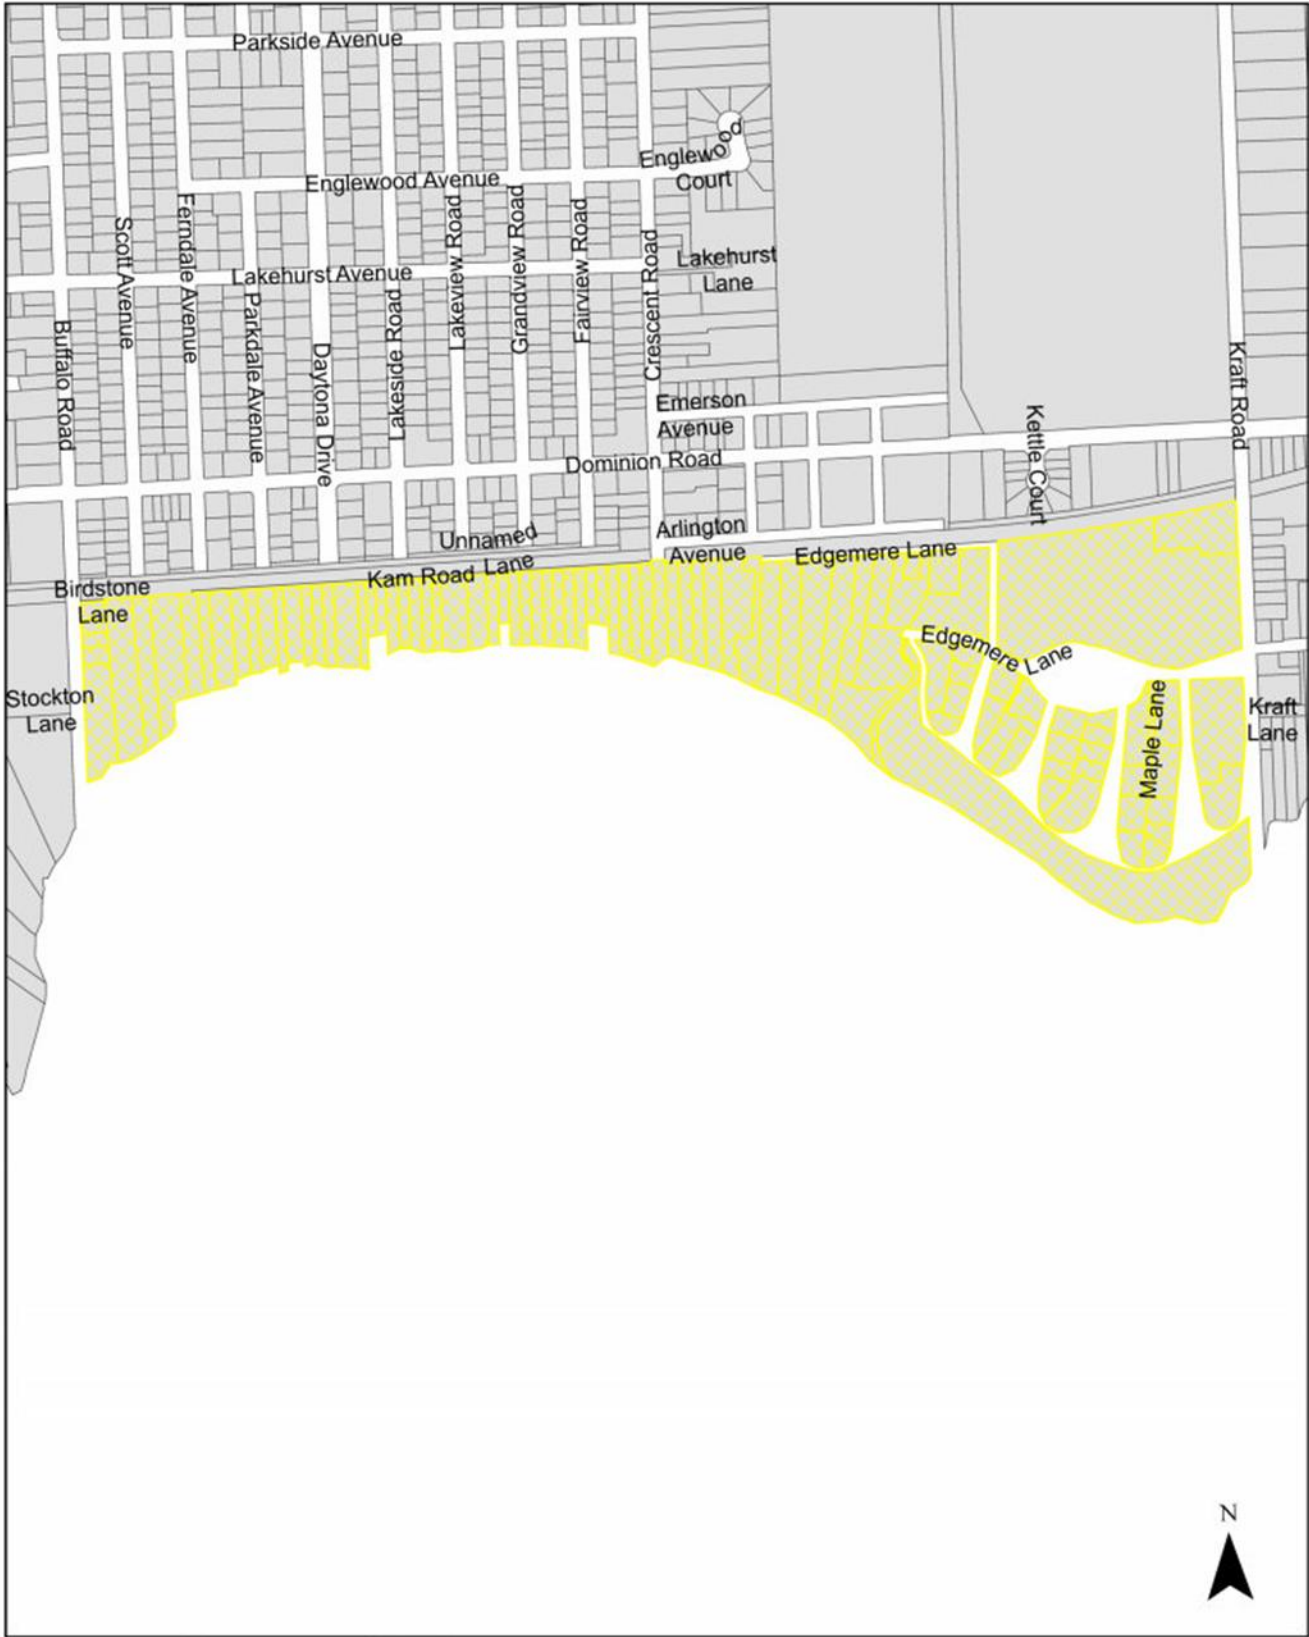 Parkside Avenue
Englewood
Court
Englewood Avenue
Scott Avenue
Ferndale Avenue
Lakeview Road
Grandview Road
Fairview Road
Crescent Road
Lakehurst
Lane
Lakehurst Avenue
Buffalo Road
Parkdale Avenue
Daytona Drive
Lakeside Road
Kraft Road
Emerson
Avenue
Kettle Court
Dominion Road
Unnamed
Lane
Arlington
Avenue
Edgemere Lane
Kam Road
Birdstone
Lane
Edgemere Lane
Stockton
Lane
Maple Lane
Kraft
Lane
N